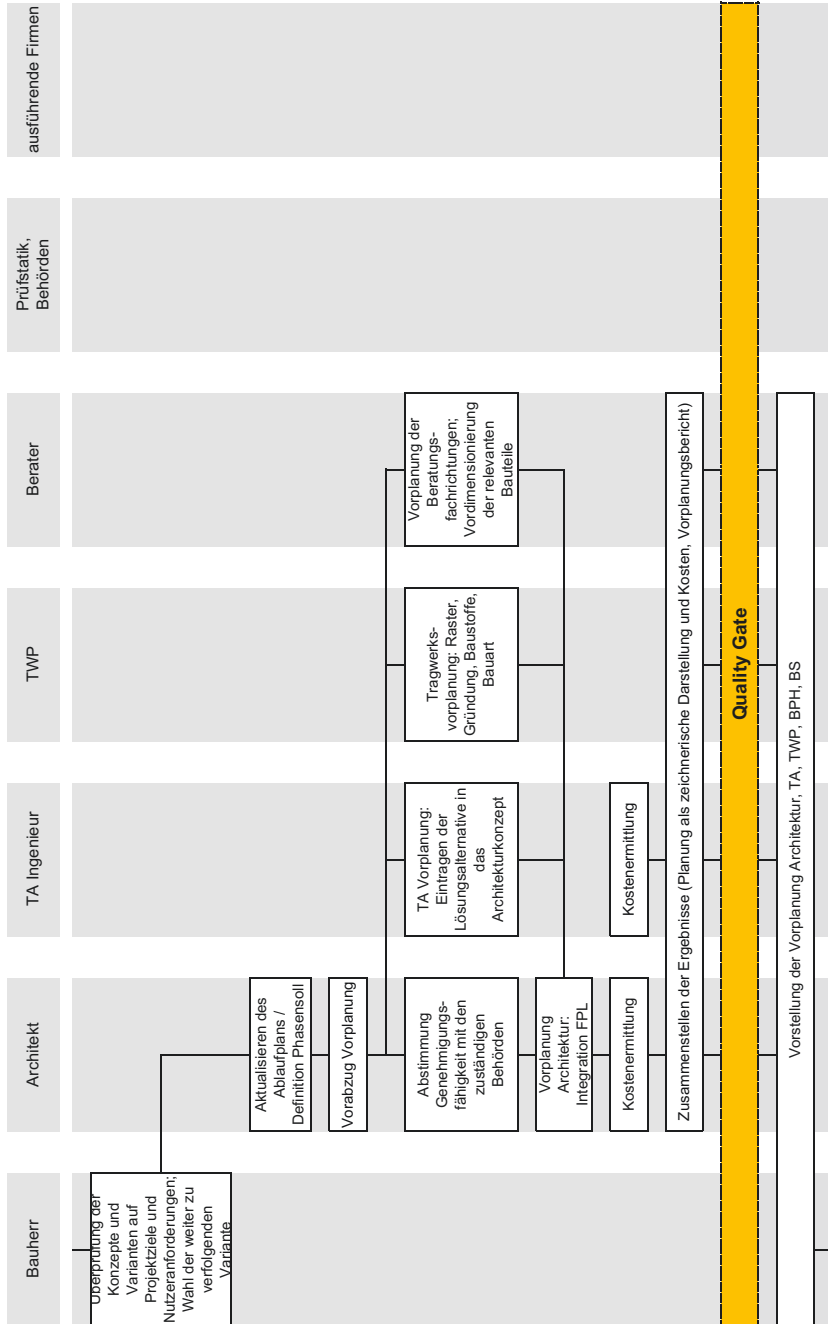 Bauherr
Architekt
TA Ingenieur
TWP
Berater
Prüfstatik,
Behörden
ausführende Firmen
Überprüfung der
Konzepte und
Varianten auf
Projektziele und
Nutzeranforderungen;
Wahl der weiter zu
verfolgenden
Variante
Aktualisieren des
Ablaufplans /
Definition Phasensoll
Vorabzug Vorplanung
Abstimmung
Genehmigungs-
fähigkeit mit den
zuständigen
Behörden
TA Vorplanung:
Eintragen der
Lösungsalternative in
das
Architekturkonzept
Tragwerks-
vorplanung: Raster,
Gründung, Baustoffe,
Bauart
Vorplanung der
Beratungs-
fachrichtungen;
Vordimensionierung
der relevanten
Bauteile
Vorplanung
Architektur:
Integration FPL
Kostenermittlung
Kostenermittlung
Zusammenstellen der Ergebnisse (Planung als zeichnerische Darstellung und Kosten, Vorplanungsbericht)
Quality Gate
Vorstellung der Vorplanung Architektur, TA, TWP, BPH, BS